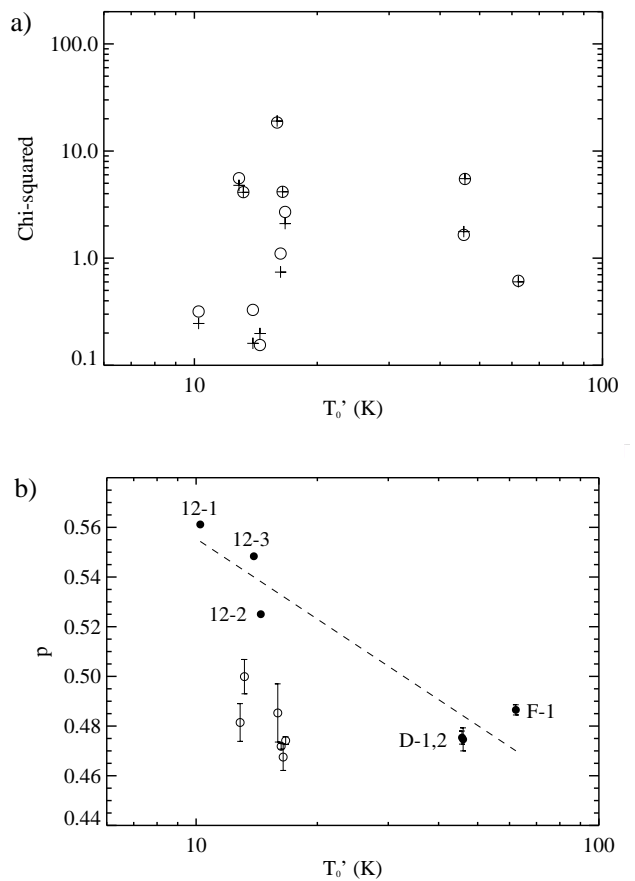 a)
100.0
10.0
1.0
0.1
Chi-squared
10
100
T₀' (K)
b)
0.56
0.54
0.52
0.50
0.48
0.46
0.44
p
12-1
12-3
12-2
F-1
D-1,2
10
100
T₀' (K)